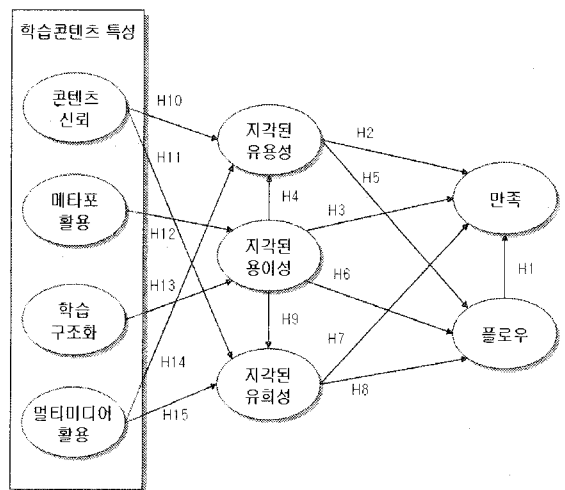 학습콘텐츠 특성
콘텐츠
신뢰
H10
H11
지각된
유용성
H2
H5
메타포
활용
H12
H4
H3
만족
지각된
용이성
학습
구조화
H13
H6
H1
H9
H7
플로우
H14
지각된
유희성
H8
멀티미디어
활용
H15